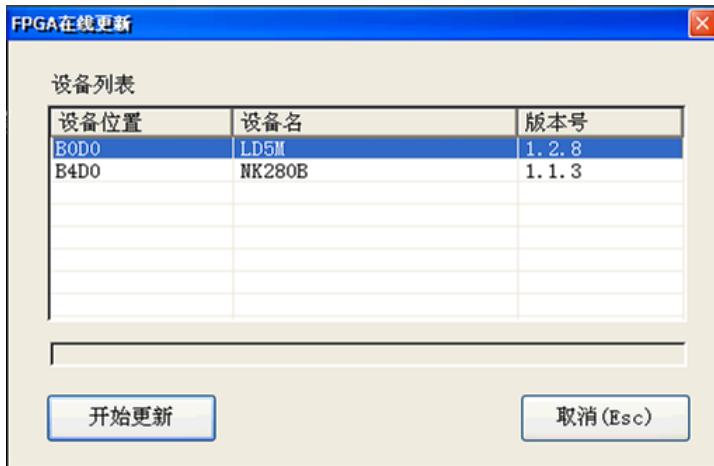 FPGA在线更新
设备列表
设备位置 设备名 版本号
B0D0 LD5M 1.2.8
B4D0 NK280B 1.1.3
开始更新 取消(Esc)